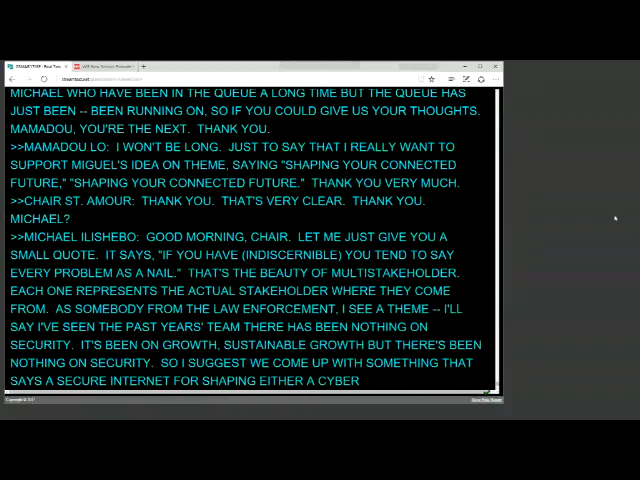 streamtext.net
MICHAEL WHO HAVE BEEN IN THE QUEUE A LONG TIME BUT THE QUEUE HAS
JUST BEEN -- BEEN RUNNING ON, SO IF YOU COULD GIVE US YOUR THOUGHTS.
MAMADOU, YOU'RE THE NEXT.  THANK YOU.
>>MAMADOU LO:  I WON'T BE LONG.  JUST TO SAY THAT I REALLY WANT TO
SUPPORT MIGUEL'S IDEA ON THEME, SAYING "SHAPING YOUR CONNECTED
FUTURE," "SHAPING YOUR CONNECTED FUTURE."  THANK YOU VERY MUCH.
>>CHAIR ST. AMOUR:  THANK YOU.  THAT'S VERY CLEAR.  THANK YOU.
MICHAEL?
>>MICHAEL ILISHEBO:  GOOD MORNING, CHAIR.  LET ME JUST GIVE YOU A
SMALL QUOTE.  IT SAYS, "IF YOU HAVE (INDISCERNIBLE) YOU TEND TO SAY
EVERY PROBLEM AS A NAIL."  THAT'S THE BEAUTY OF MULTISTAKEHOLDER.
EACH ONE REPRESENTS THE ACTUAL STAKEHOLDER WHERE THEY COME
FROM.  AS SOMEBODY FROM THE LAW ENFORCEMENT, I SEE A THEME -- I'LL
SAY I'VE SEEN THE PAST YEARS' TEAM THERE HAS BEEN NOTHING ON
SECURITY.  IT'S BEEN ON GROWTH, SUSTAINABLE GROWTH BUT THERE'S BEEN
NOTHING ON SECURITY.  SO I SUGGEST WE COME UP WITH SOMETHING THAT
SAYS A SECURE INTERNET FOR SHAPING EITHER A CYBER